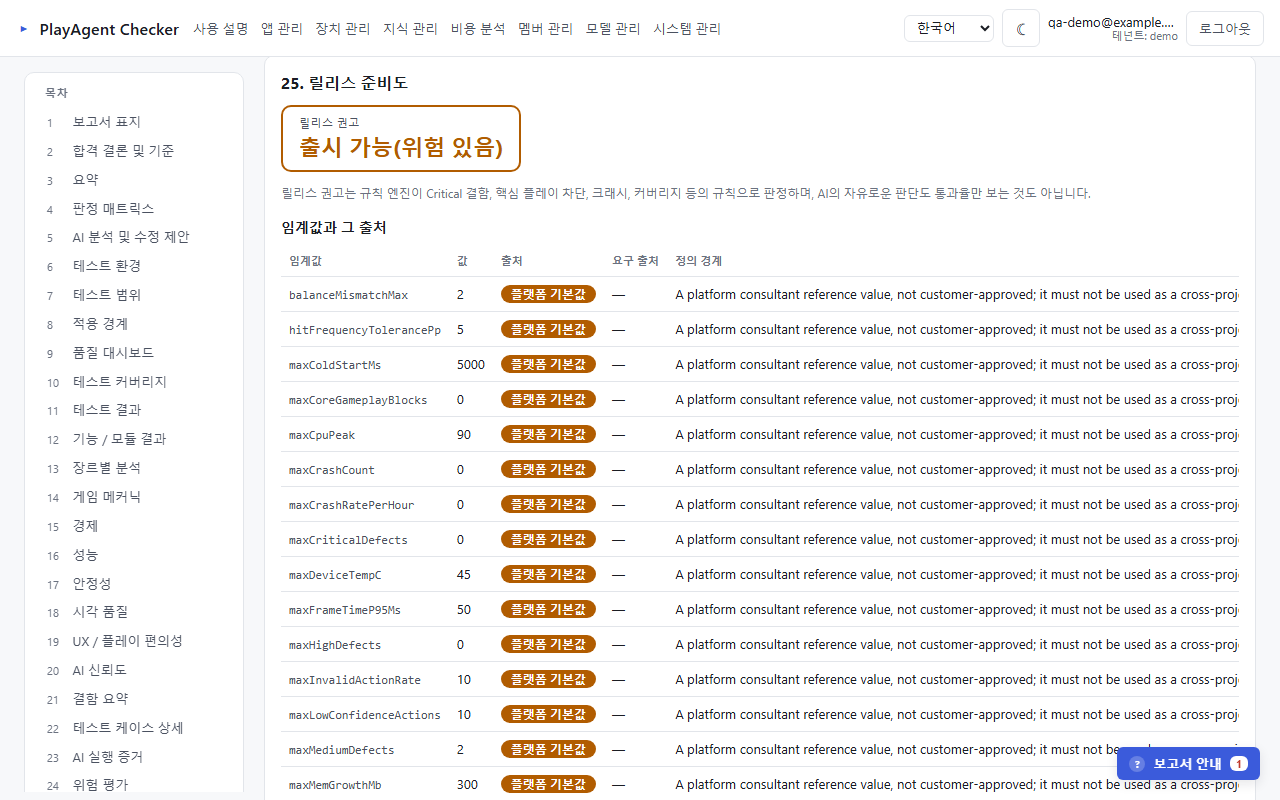 PlayAgent Checker 사용 설명 앱 관리 장치 관리 지식 관리 비용 분석 멤버 관리 모델 관리 시스템 관리 한국어 qa-demo@example.... 로그아웃
테넌트: demo
목차
1 보고서 표지
2 합격 결론 및 기준
3 요약
4 판정 매트릭스
5 AI 분석 및 수정 제안
6 테스트 환경
7 테스트 범위
8 적용 경계
9 품질 대시보드
10 테스트 커버리지
11 테스트 결과
12 기능 / 모듈 결과
13 장르별 분석
14 게임 메커닉
15 경제
16 성능
17 안정성
18 시각 품질
19 UX / 플레이 편의성
20 AI 신뢰도
21 결함 요약
22 테스트 케이스 상세
23 AI 실행 증거
24 위험 평가
25. 릴리스 준비도
릴리스 권고
출시 가능(위험 있음)
릴리스 권고는 규칙 엔진이 Critical 결함, 핵심 플레이 차단, 크래시, 커버리지 등의 규칙으로 판정하며, AI의 자유로운 판단도 통과율만 보는 것도 아닙니다.
임계값과 그 출처
임계값 값 출처 요구 출처 정의 경계
balanceMismatchMax 2 플랫폼 기본값 — A platform consultant reference value, not customer-approved; it must not be used as a cross-proj
hitFrequencyTolerancePp 5 플랫폼 기본값 — A platform consultant reference value, not customer-approved; it must not be used as a cross-proj
maxColdStartMs 5000 플랫폼 기본값 — A platform consultant reference value, not customer-approved; it must not be used as a cross-proj
maxCoreGameplayBlocks 0 플랫폼 기본값 — A platform consultant reference value, not customer-approved; it must not be used as a cross-proj
maxCpuPeak 90 플랫폼 기본값 — A platform consultant reference value, not customer-approved; it must not be used as a cross-proj
maxCrashCount 0 플랫폼 기본값 — A platform consultant reference value, not customer-approved; it must not be used as a cross-proj
maxCrashRatePerHour 0 플랫폼 기본값 — A platform consultant reference value, not customer-approved; it must not be used as a cross-proj
maxCriticalDefects 0 플랫폼 기본값 — A platform consultant reference value, not customer-approved; it must not be used as a cross-proj
maxDeviceTempC 45 플랫폼 기본값 — A platform consultant reference value, not customer-approved; it must not be used as a cross-proj
maxFrameTimeP95Ms 50 플랫폼 기본값 — A platform consultant reference value, not customer-approved; it must not be used as a cross-proj
maxHighDefects 0 플랫폼 기본값 — A platform consultant reference value, not customer-approved; it must not be used as a cross-proj
maxInvalidActionRate 10 플랫폼 기본값 — A platform consultant reference value, not customer-approved; it must not be used as a cross-proj
maxLowConfidenceActions 10 플랫폼 기본값 — A platform consultant reference value, not customer-approved; it must not be used as a cross-proj
maxMediumDefects 2 플랫폼 기본값 — A platform consultant reference value, not customer-approved; it must not be
maxMemGrowthMb 300 플랫폼 기본값 — A platform consultant reference value, not customer-approved; it must not be used as a cross-proj
? 보고서 안내 1